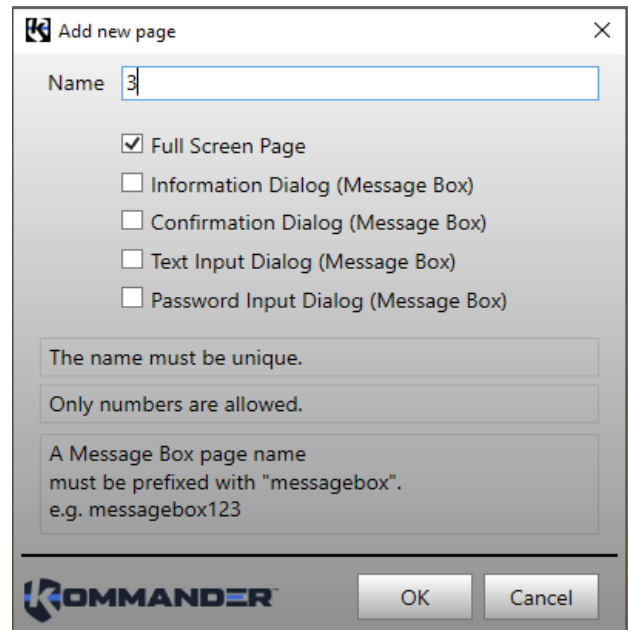 Add new page
Name 3
Full Screen Page
Information Dialog (Message Box)
Confirmation Dialog (Message Box)
Text Input Dialog (Message Box)
Password Input Dialog (Message Box)
The name must be unique.
Only numbers are allowed.
A Message Box page name
must be prefixed with "messagebox".
e.g. messagebox123
KOMMANDER
OK
Cancel